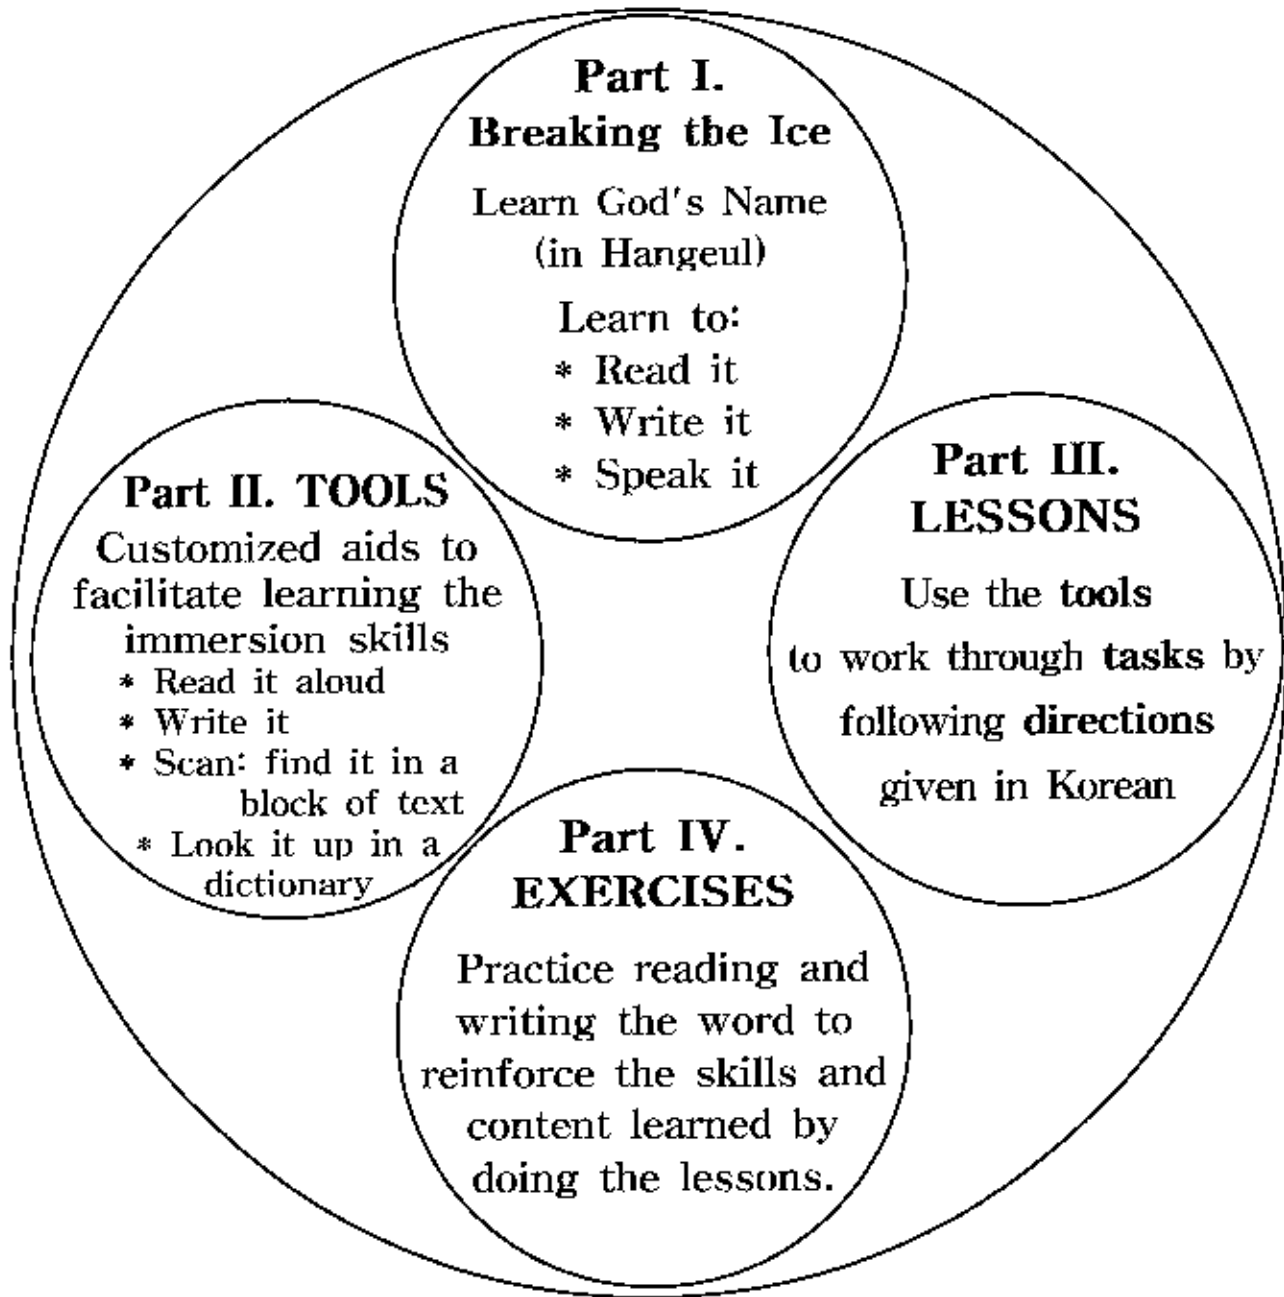 Part I.
Breaking the Ice
Learn God's Name
(in Hangeul)
Learn to:
* Read it
* Write it
* Speak it
Part II. TOOLS
Customized aids to
facilitate learning the
immersion skills
* Read it aloud
* Write it
* Scan: find it in a
block of text
* Look it up in a
dictionary
Part III.
LESSONS
Use the tools
to work through tasks by
following directions
given in Korean
Part IV.
EXERCISES
Practice reading and
writing the word to
reinforce the skills and
content learned by
doing the lessons.